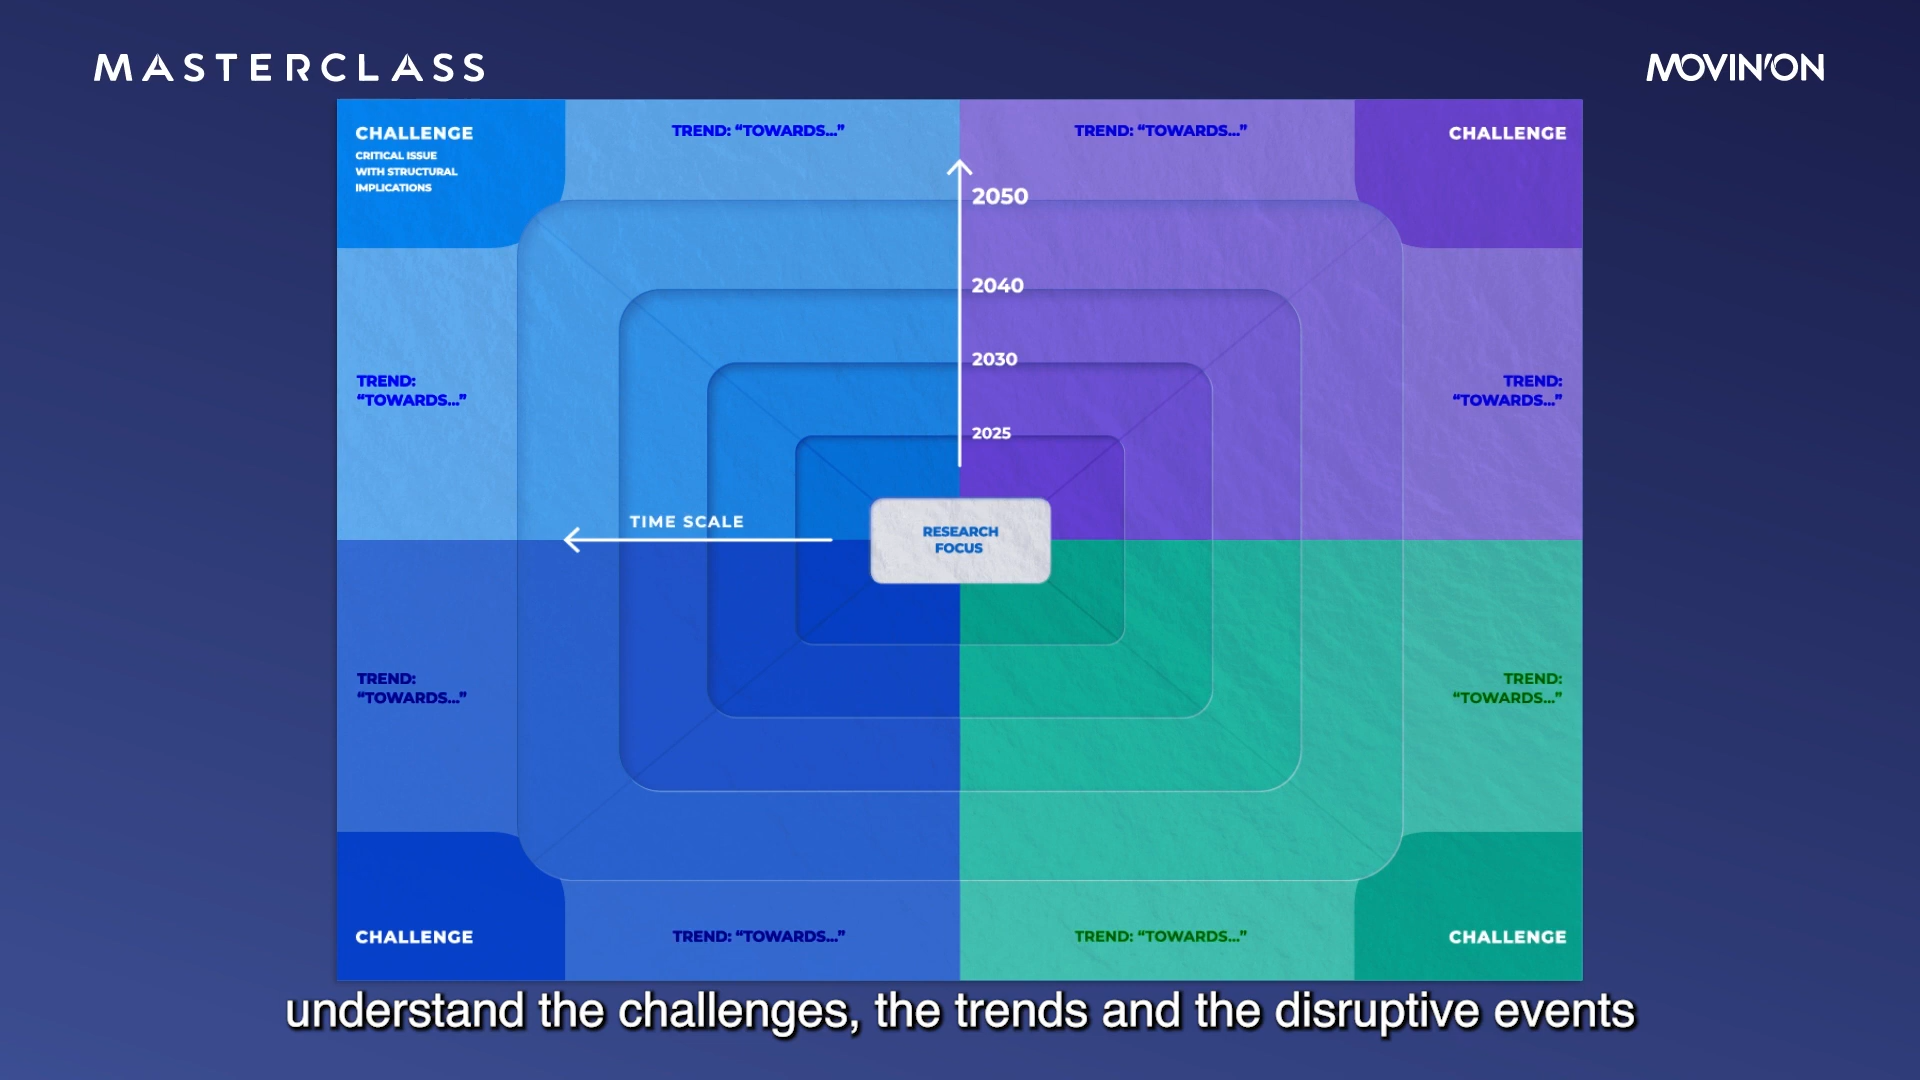 MASTERCLASS
MOVIN'ON
CHALLENGE
CRITICAL ISSUE
WITH STRUCTURAL
IMPLICATIONS
TREND: “TOWARDS...”
TREND: “TOWARDS...”
CHALLENGE
2050
2040
2030
2025
TREND:
“TOWARDS...”
TREND:
“TOWARDS...”
TIME SCALE
RESEARCH
FOCUS
TREND:
“TOWARDS...”
TREND:
“TOWARDS...”
CHALLENGE
TREND: “TOWARDS...”
TREND: “TOWARDS...”
CHALLENGE
understand the challenges, the trends and the disruptive events